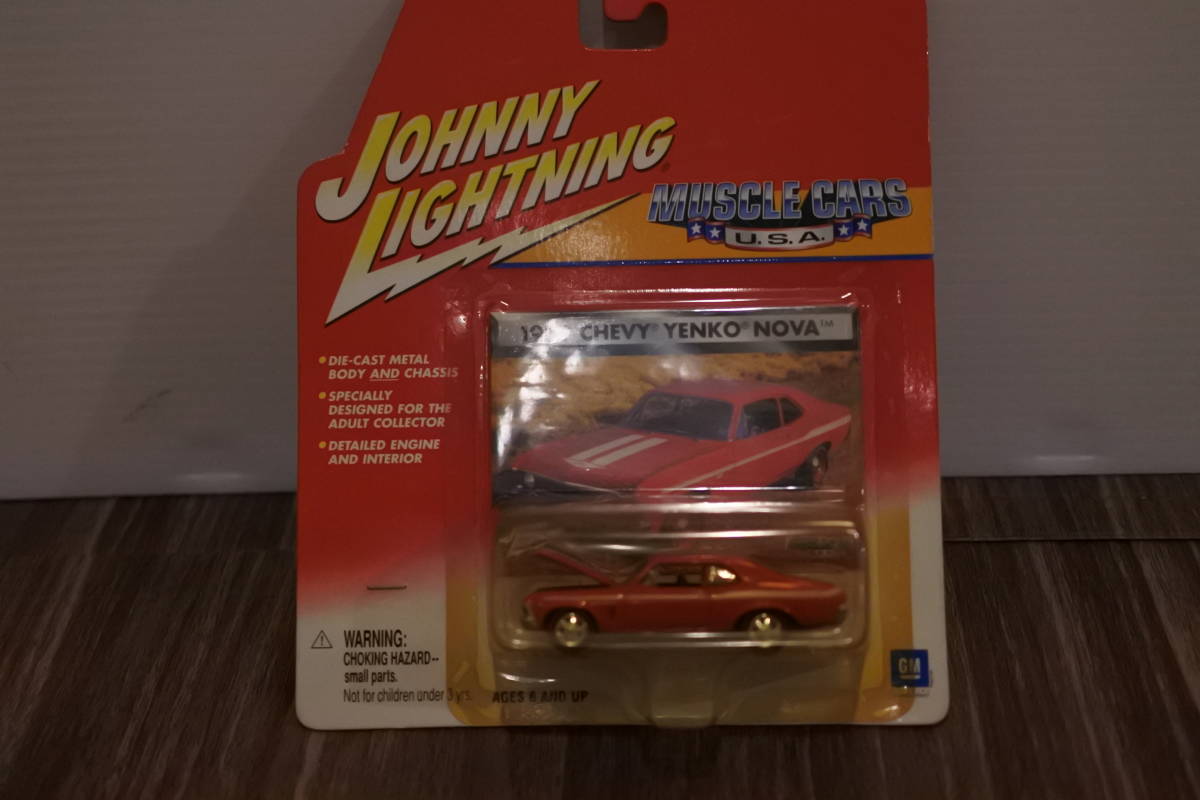 JOHNNY
LIGHTNING
MUSCLE CARS
U.S.A.
CHEVY® YENKO® NOVA™
• DIE-CAST METAL
BODY AND CHASSIS
• SPECIALLY
DESIGNED FOR THE
ADULT COLLECTOR
• DETAILED ENGINE
AND INTERIOR
WARNING:
CHOKING HAZARD--
small parts.
Not for children under 3 yrs.
AGES 8 AND UP
GM